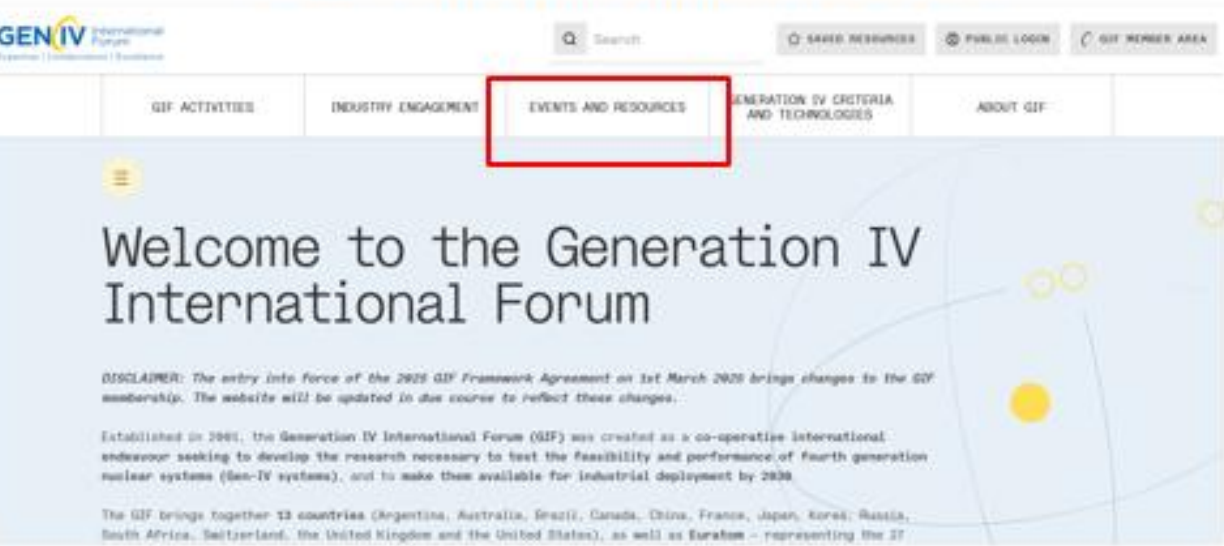 GEN IV International
Forum
Expertise | Collaboration | Excellence
Search
SAVED RESOURCES
PUBLIC LOGIN
GIF MEMBER AREA
GIF ACTIVITIES
INDUSTRY ENGAGEMENT
EVENTS AND RESOURCES
GENERATION IV CRITERIA
AND TECHNOLOGIES
ABOUT GIF
Welcome to the Generation IV
International Forum
DISCLAIMER: The entry into force of the 2025 GIF Framework Agreement on 1st March 2025 brings changes to the GIF
membership. The website will be updated in due course to reflect these changes.
Established in 2001, the Generation IV International Forum (GIF) was created as a co-operative international
endeavour seeking to develop the research necessary to test the feasibility and performance of fourth generation
nuclear systems (Gen-IV systems), and to make them available for industrial deployment by 2030.
The GIF brings together 13 countries (Argentina, Australia, Brazil, Canada, China, France, Japan, Korea, Russia,
South Africa, Switzerland, the United Kingdom and the United States), as well as Euratom – representing the 27